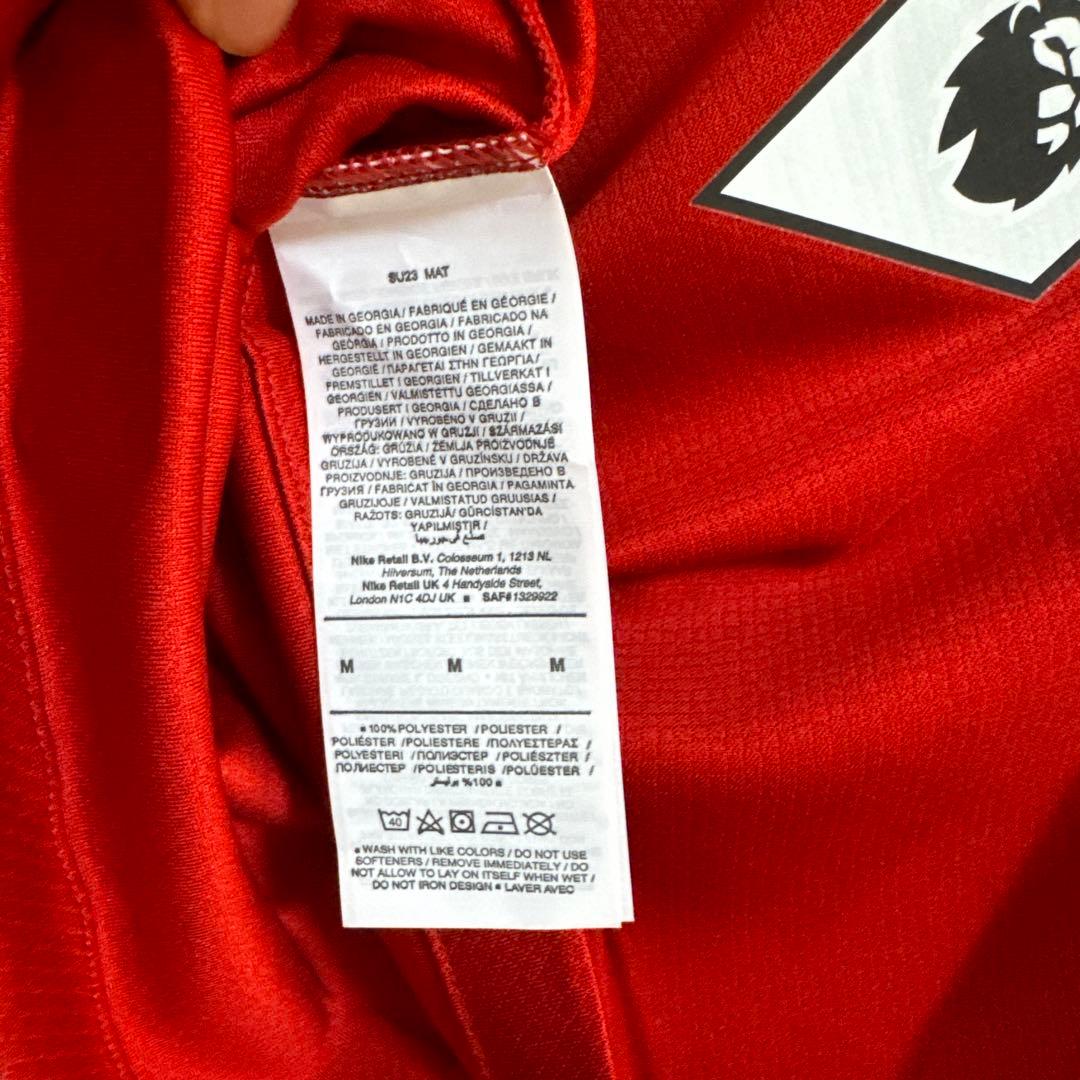 SU23 MAT
MADE IN GEORGIA / FABRIQUÉ EN GÉORGIE /
FABRICADO EN GEORGIA / FABRICADO NA
GEÓRGIA / PRODOTTO IN GEORGIA /
HERGESTELLT IN GEORGIEN / GEMAAKT IN
GEORGIË / ΠΑΡΑΓΕΤΑΙ ΣΤΗΝ ΓΕΩΡΓΙΑ /
FREMSTILLET I GEORGIEN / TILLVERKAT I
GEORGIEN / VALMISTETTU GEORGIASSA /
PRODUSERT I GEORGIA / СДЕЛАНО В
ГРУЗИИ / VYROBENO V GRUZII /
WYPRODUKOWANO W GRUZJI / SZÁRMAZÁSI
ORSZÁG: GRÚZIA / ZEMLJA PROIZVODNJE
GRUZIJA / VYROBENÉ V GRUZÍNSKU / DRŽAVA
PROIZVODNJE: GRUZIJA / ПРОИЗВЕДЕНО В
ГРУЗИЯ / FABRICAT ÎN GEORGIA / PAGAMINTA
GRUZIJOJE / VALMISTATUD GRUUSIAS /
RAŽOTS: GRUZIJĀ / GÜRCİSTAN'DA
YAPILMIŞTIR /
صنع في جورجيا
Nike Retail B.V. Colosseum 1, 1213 NL
Hilversum, The Netherlands
Nike Retail UK 4 Handyside Street,
London N1C 4DJ UK ■ SAF#1329922
M M M
■ 100% POLYESTER / POLIESTER /
POLIÉSTER / POLIESTERE / ΠΟΛΥΕΣΤΕΡΑΣ /
POLYESTERI / ПОЛИЭСТЕР / POLIÉSZTER /
ПОЛИЕСТЕР / POLIESTERIS / POLÜESTER /
■ 100% بوليستر
40
■ WASH WITH LIKE COLORS / DO NOT USE
SOFTENERS / REMOVE IMMEDIATELY / DO
NOT ALLOW TO LAY ON ITSELF WHEN WET /
DO NOT IRON DESIGN ■ LAVER AVEC